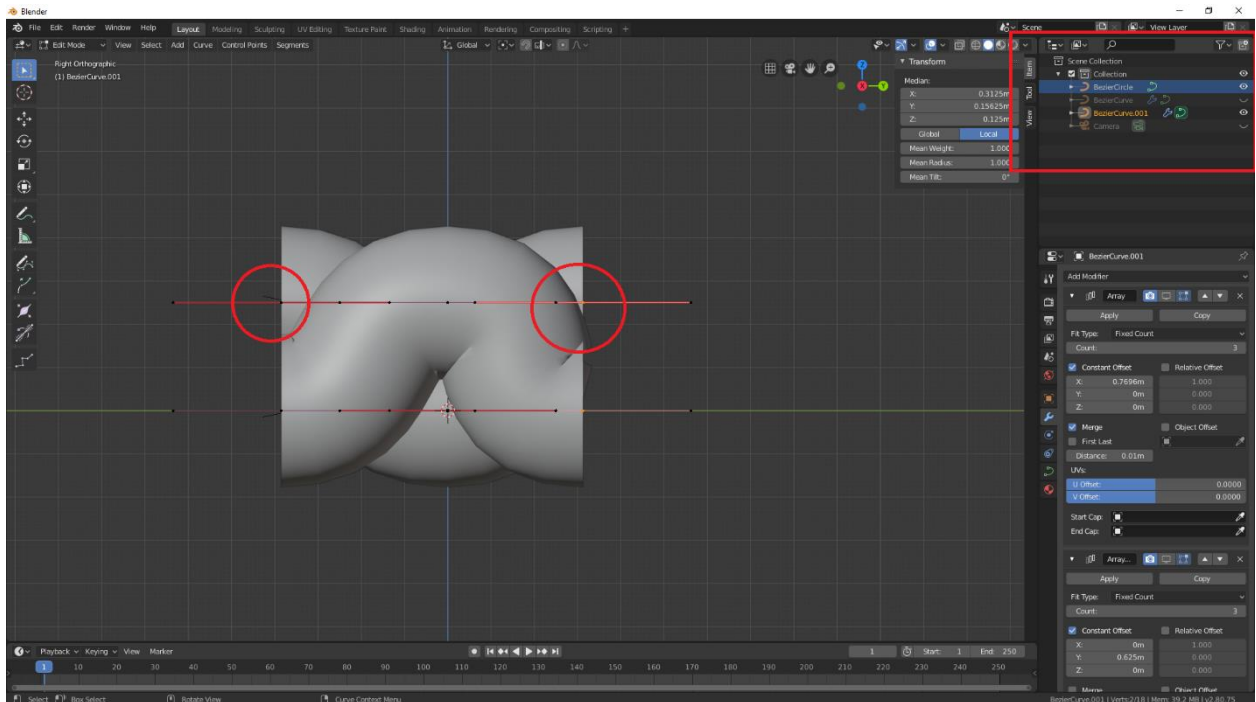 Blender
File Edit Render Window Help Layout Modeling Sculpting UV Editing Texture Paint Shading Animation Rendering Compositing Scripting + Scene View Layer
Edit Mode View Select Add Curve Control Points Segments Global
Right Orthographic
(1) BezierCurve.001
Z
X
Y
Transform
Median:
X: 0.3125m
Y: 0.15625m
Z: 0.125m
Global Local
Mean Weight: 1.000
Mean Radius: 1.000
Mean Tilt: 0°
Item
Tool
View
Scene Collection
Collection
BezierCircle
BezierCurve
BezierCurve.001
Camera
BezierCurve.001
Add Modifier
Array
Apply Copy
Fit Type: Fixed Count
Count: 3
Constant Offset Relative Offset
X: 0.7696m 1.000
Y: 0m 0.000
Z: 0m 0.000
Merge Object Offset
First Last
Distance: 0.01m
UVs:
U Offset: 0.0000
V Offset: 0.0000
Start Cap:
End Cap:
Array...
Apply Copy
Fit Type: Fixed Count
Count: 3
Constant Offset Relative Offset
X: 0m 1.000
Y: 0.625m 0.000
Z: 0m 0.000
Merge Object Offset
Playback Keying View Marker 1 Start: 1 End: 250
1 10 20 30 40 50 60 70 80 90 100 110 120 130 140 150 160 170 180 190 200 210 220 230 240 250
Select Box Select Rotate View Curve Context Menu BezierCurve.001 | Verts:2/18 | Mem: 39.2 MB | v2.80.75